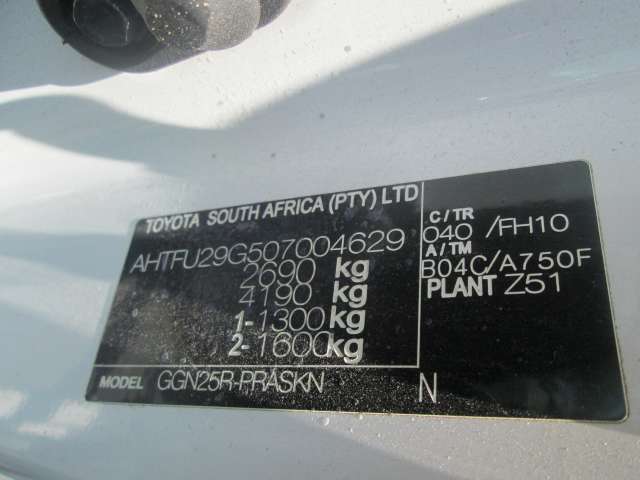 TOYOTA SOUTH AFRICA (PTY) LTD
AHTFU29G507004629
2690 kg
4190 kg
1-1300 kg
2-1600 kg
C/TR
040 /FH10
A/TM
B04C/A750F
PLANT Z51
MODEL GGN25R-PRASKN N